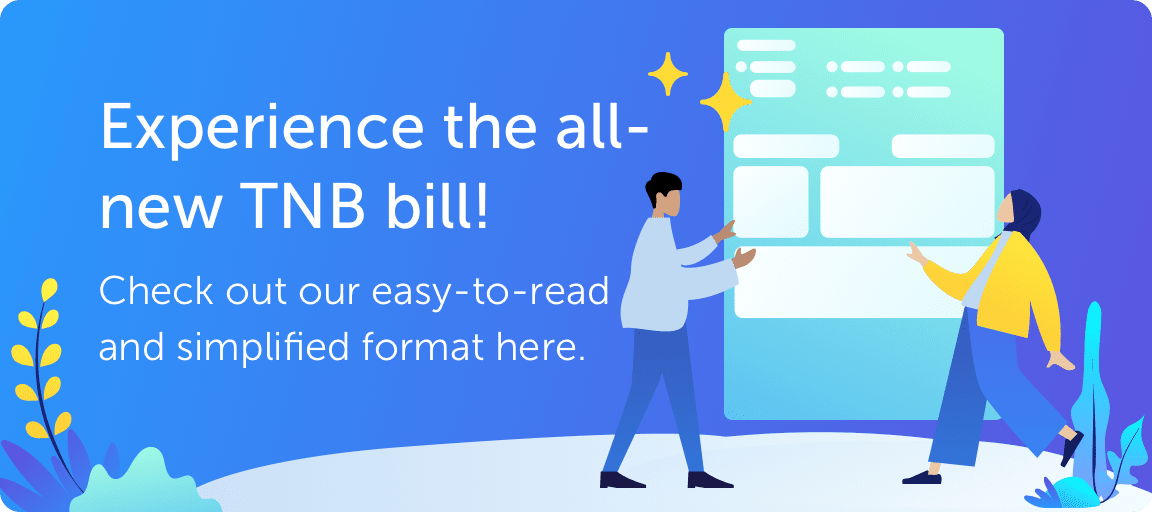 Experience the all-
new TNB bill!
Check out our easy-to-read
and simplified format here.